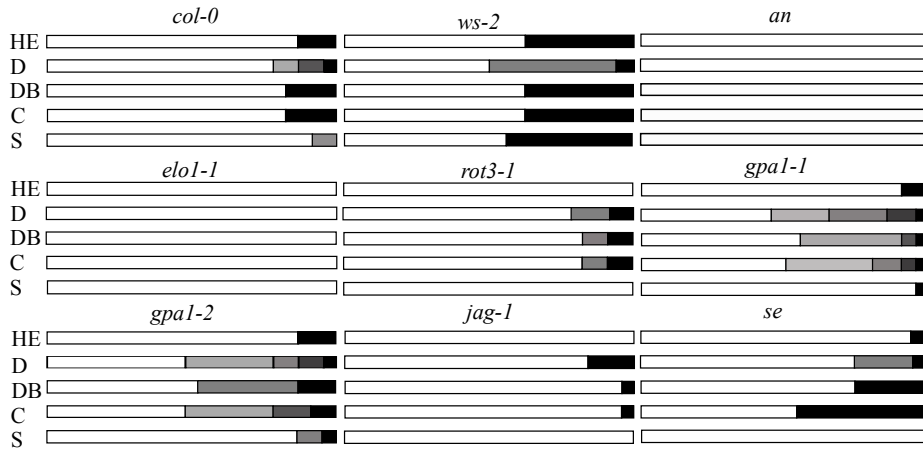 col-0 ws-2 an
HE
D
DB
C
S
elo1-1 rot3-1 gpa1-1
HE
D
DB
C
S
gpa1-2 jag-1 se
HE
D
DB
C
S